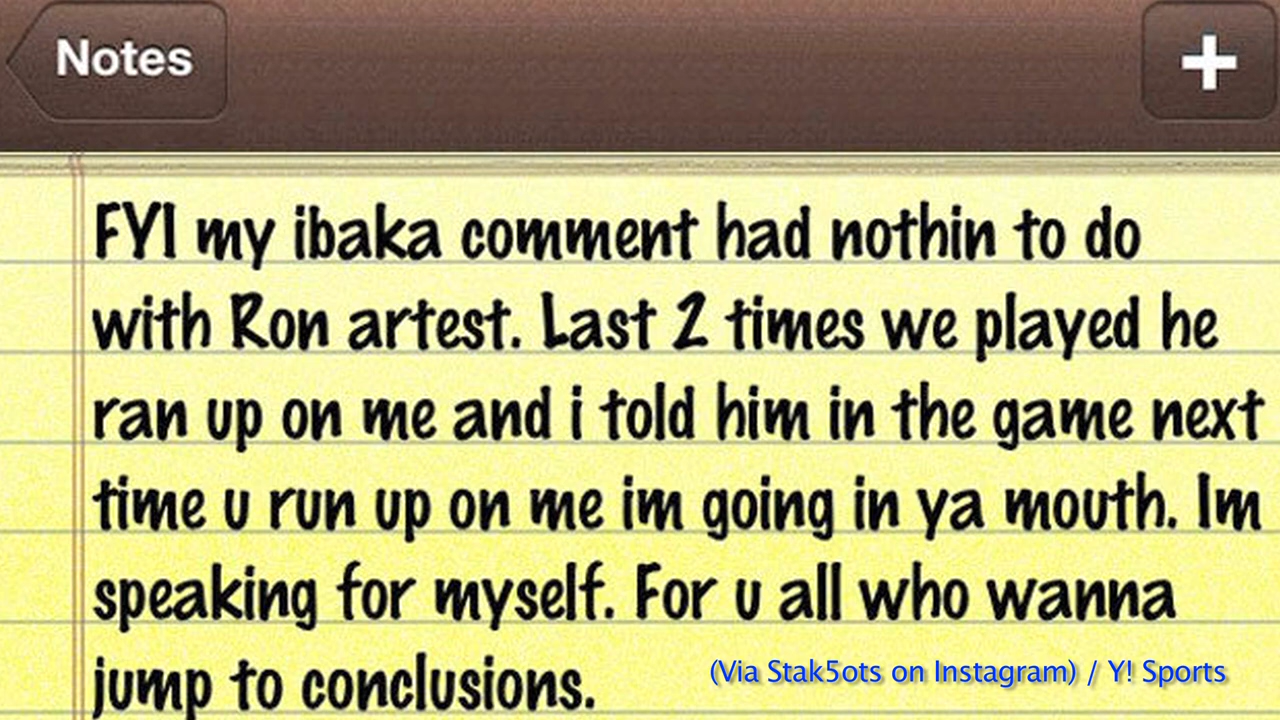 Notes
+
FYI my ibaka comment had nothin to do
with Ron artest. Last 2 times we played he
ran up on me and i told him in the game next
time u run up on me im going in ya mouth. Im
speaking for myself. For u all who wanna
jump to conclusions.
(Via Stak5ots on Instagram) / Y! Sports